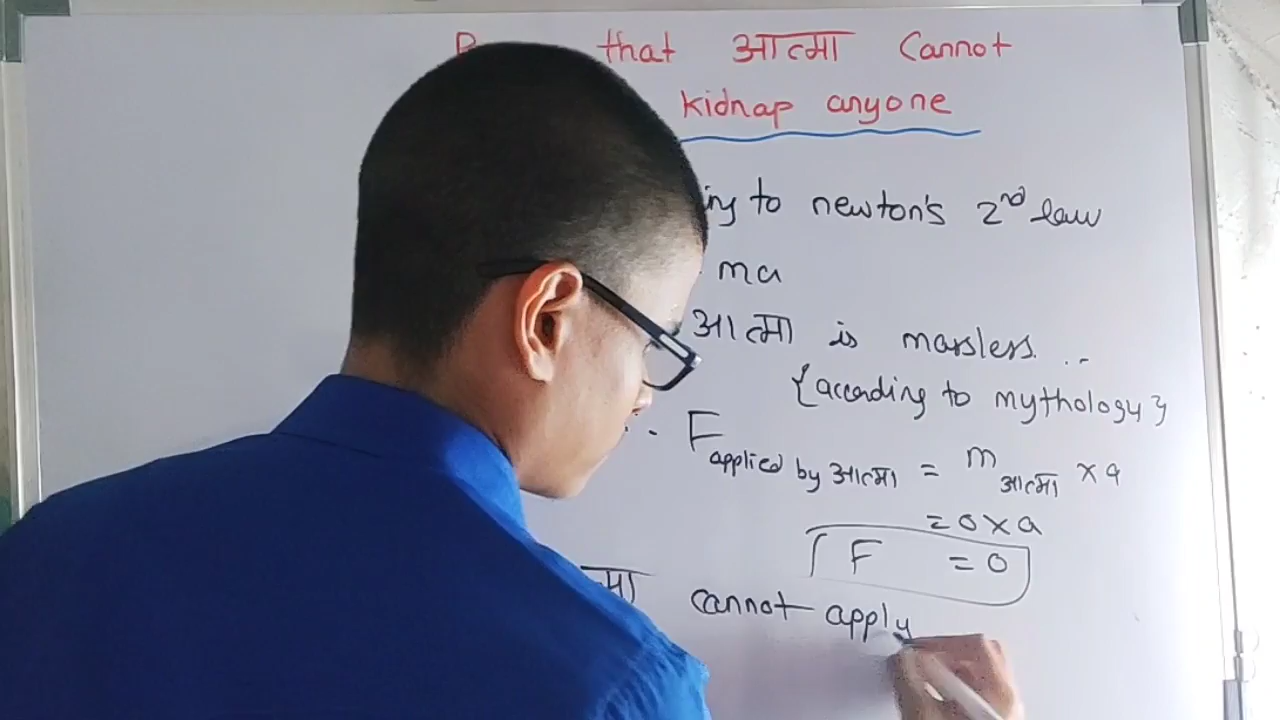 that आत्मा Cannot
kidnap anyone
to newton's 2nd law
ma
आत्मा is massless. ..
{according to mythology}
∴ F applied by आत्मा = m आत्मा x a
= 0 x a
F = 0
cannot apply